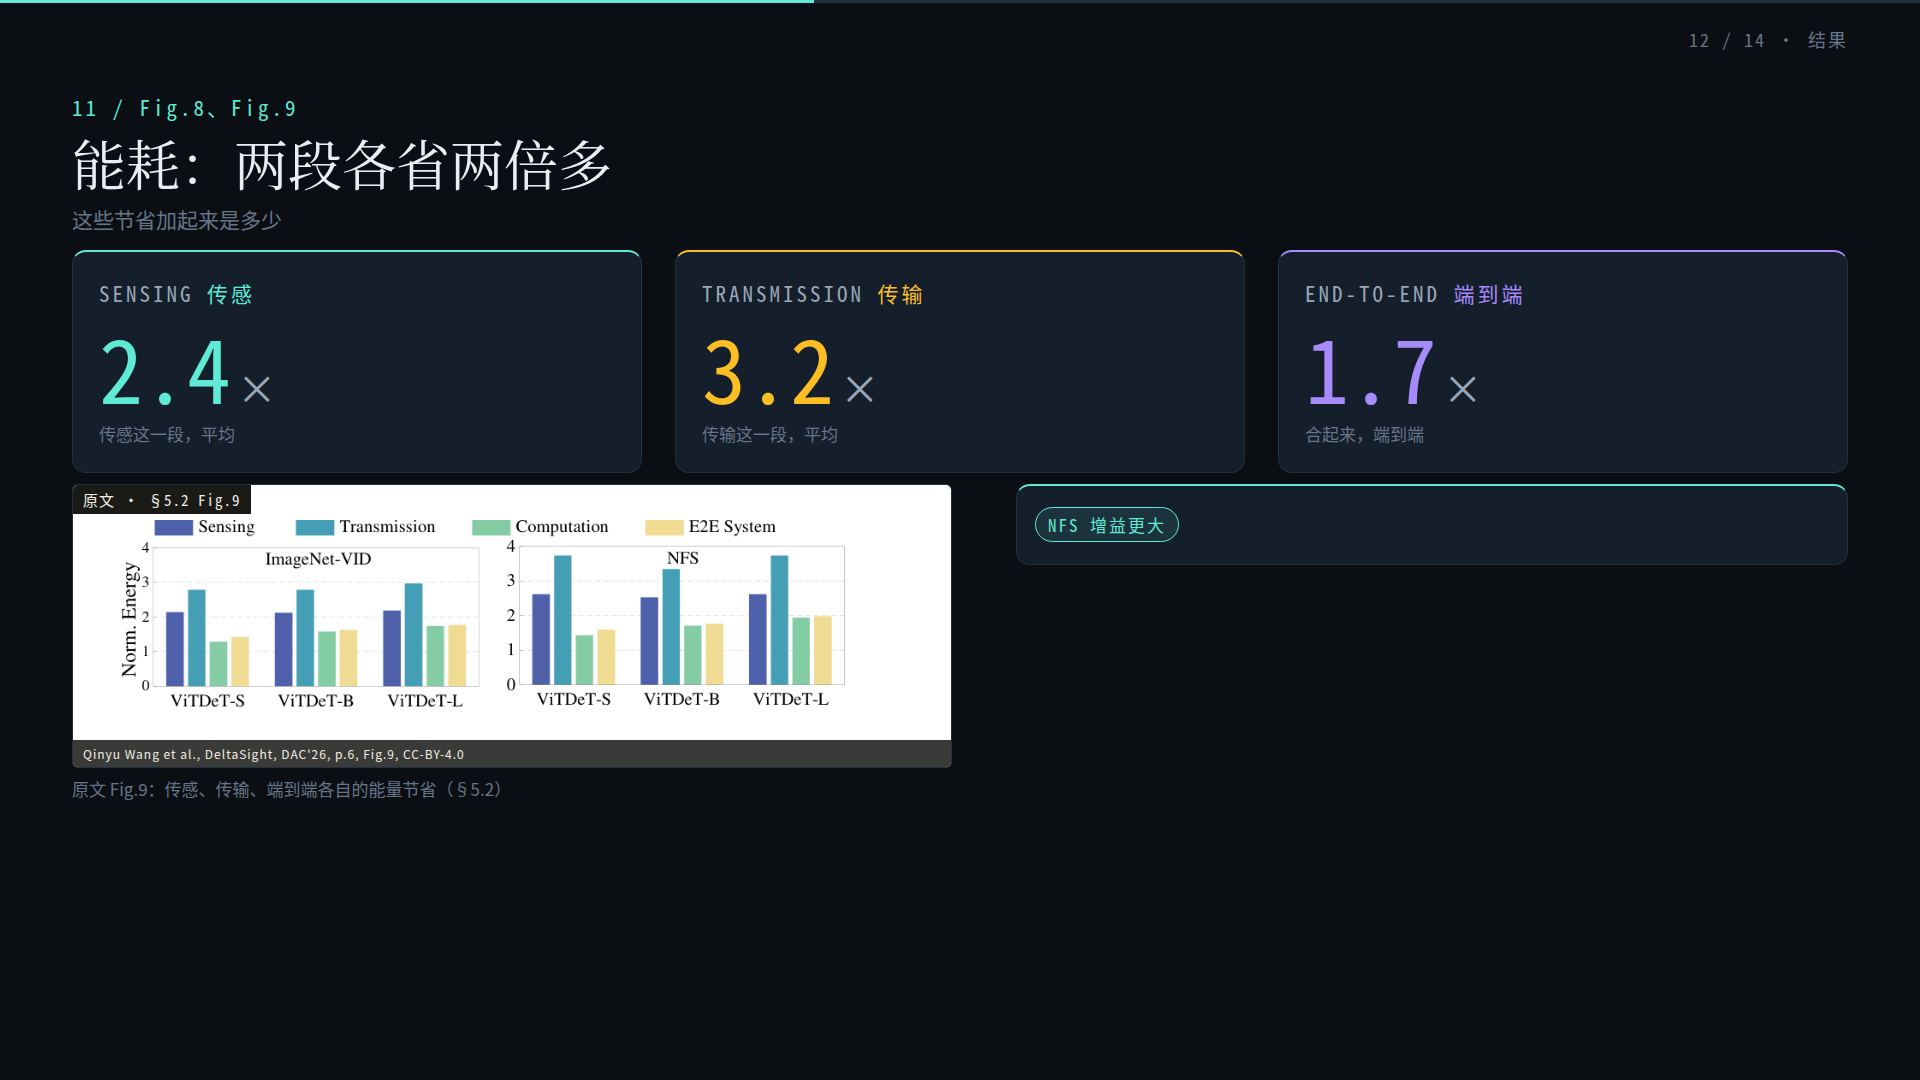 12 / 14 · 结果
11 / Fig.8、Fig.9
能耗：两段各省两倍多
这些节省加起来是多少
SENSING 传感
2.4×
传感这一段，平均
TRANSMISSION 传输
3.2×
传输这一段，平均
END-TO-END 端到端
1.7×
合起来，端到端
原文 · §5.2 Fig.9
Sensing Transmission Computation E2E System
ImageNet-VID
Norm. Energy
4
3
2
1
0
ViTDeT-S ViTDeT-B ViTDeT-L
NFS
4
3
2
1
0
ViTDeT-S ViTDeT-B ViTDeT-L
Qinyu Wang et al., DeltaSight, DAC'26, p.6, Fig.9, CC-BY-4.0
原文 Fig.9：传感、传输、端到端各自的能量节省（§5.2）
NFS 增益更大